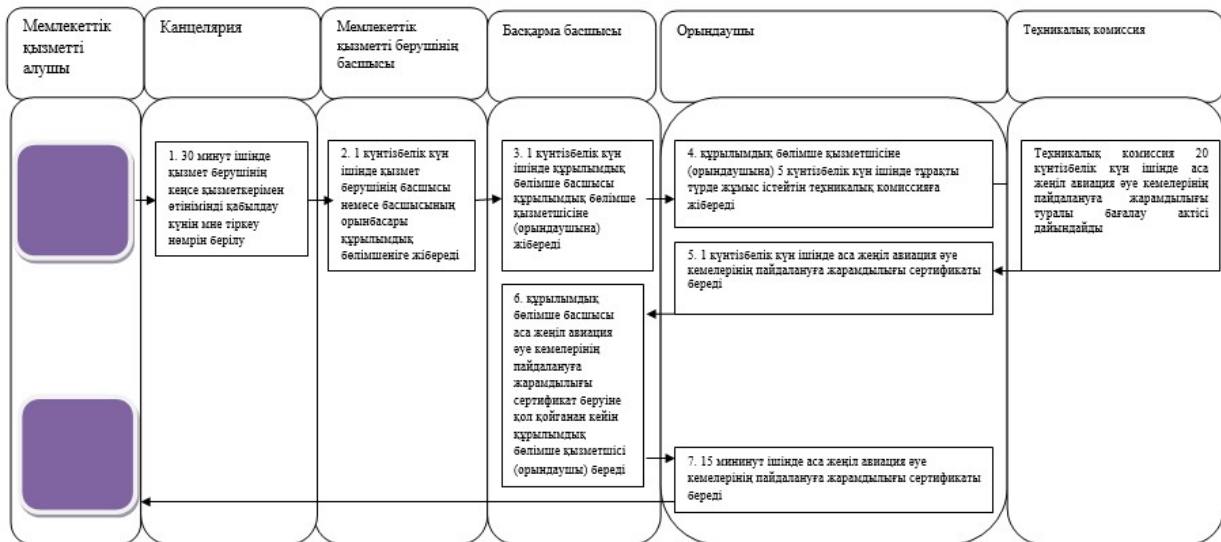 Мемлекеттік
қызметті
алушы
Канцелярия
Мемлекеттік
қызметті берушінің
басшысы
Басқарма басшысы
Орындаушы
Техникалық комиссия
1. 30 минут ішінде
қызмет берушінің
кеңсе қызметкерімен
өтінімінді қабылдау
күнін мне тіркеу
нөмрін берілу
2. 1 күнтізбелік күн
ішінде қызмет
берушінің басшысы
немесе басшысының
орынбасары
құрылымдық
бөлімшеніге жібереді
3. 1 күнтізбелік күн
ішінде құрылымдық
бөлімше басшысы
құрылымдық бөлімше
қызметшісіне
(орындаушына)
жібереді
4. құрылымдық бөлімше қызметшісіне
(орындаушына) 5 күнтізбелік күн ішінде тұрақты
түрде жұмыс істейтін техникалық комиссияға
жібереді
Техникалық комиссия 20
күнтізбелік күн ішінде аса
жеңіл авиация әуе кемелерінің
пайдалануға жарамдылығы
туралы бағалау актісі
дайындайды
5. 1 күнтізбелік күн ішінде аса жеңіл авиация әуе
кемелерінің пайдалануға жарамдылығы сертификаты
береді
6. құрылымдық
бөлімше басшысы
аса жеңіл авиация
әуе кемелерінің
пайдалануға
жарамдылығы
сертификат беруіне
қол қойганан кейін
құрылымдық
бөлімше қызметшісі
(орындаушы) береді
7. 15 мининут ішінде аса жеңіл авиация әуе
кемелерінің пайдалануға жарамдылығы сертификаты
береді